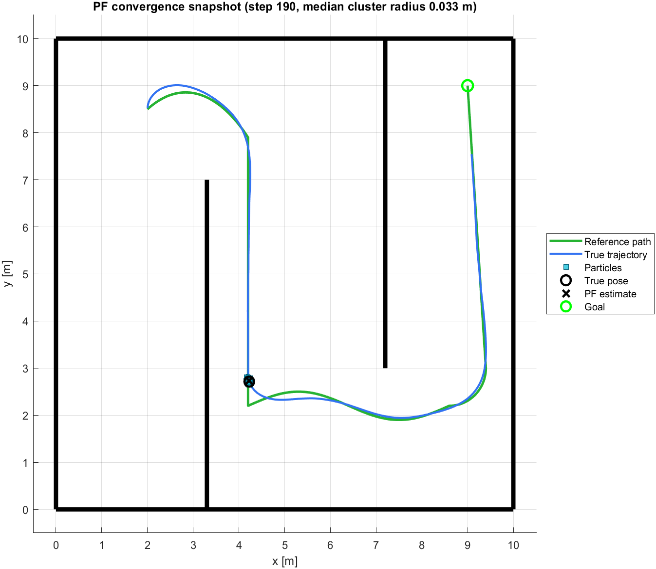 PF convergence snapshot (step 190, median cluster radius 0.033 m)
10
9
8
7
6
5
4
3
2
1
0
y [m]
0 1 2 3 4 5 6 7 8 9 10
x [m]
Reference path
True trajectory
Particles
True pose
PF estimate
Goal